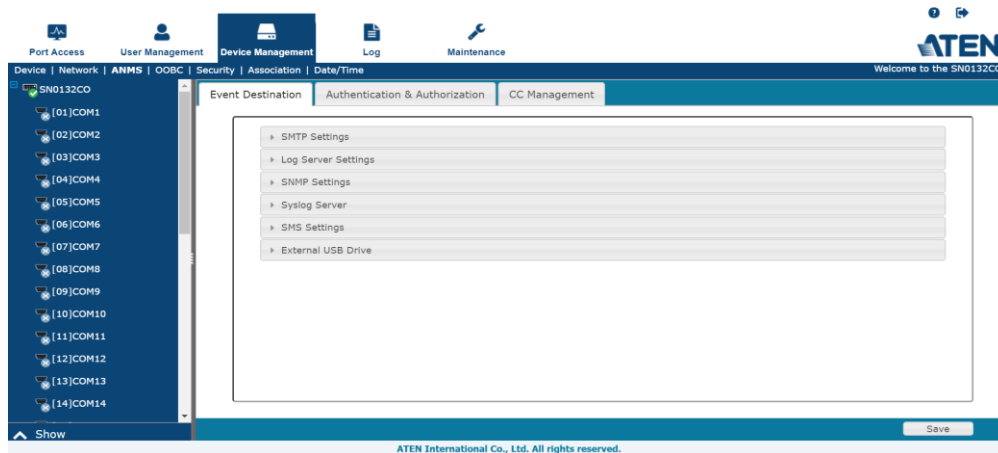 Port Access
User Management
Device Management
Log
Maintenance
ATEN
Device | Network | ANMS | OOBC | Security | Association | Date/Time
Welcome to the SN0132CO
SN0132CO
[01]COM1
[02]COM2
[03]COM3
[04]COM4
[05]COM5
[06]COM6
[07]COM7
[08]COM8
[09]COM9
[10]COM10
[11]COM11
[12]COM12
[13]COM13
[14]COM14
Show
Event Destination
Authentication & Authorization
CC Management
SMTP Settings
Log Server Settings
SNMP Settings
Syslog Server
SMS Settings
External USB Drive
Save
ATEN International Co., Ltd. All rights reserved.